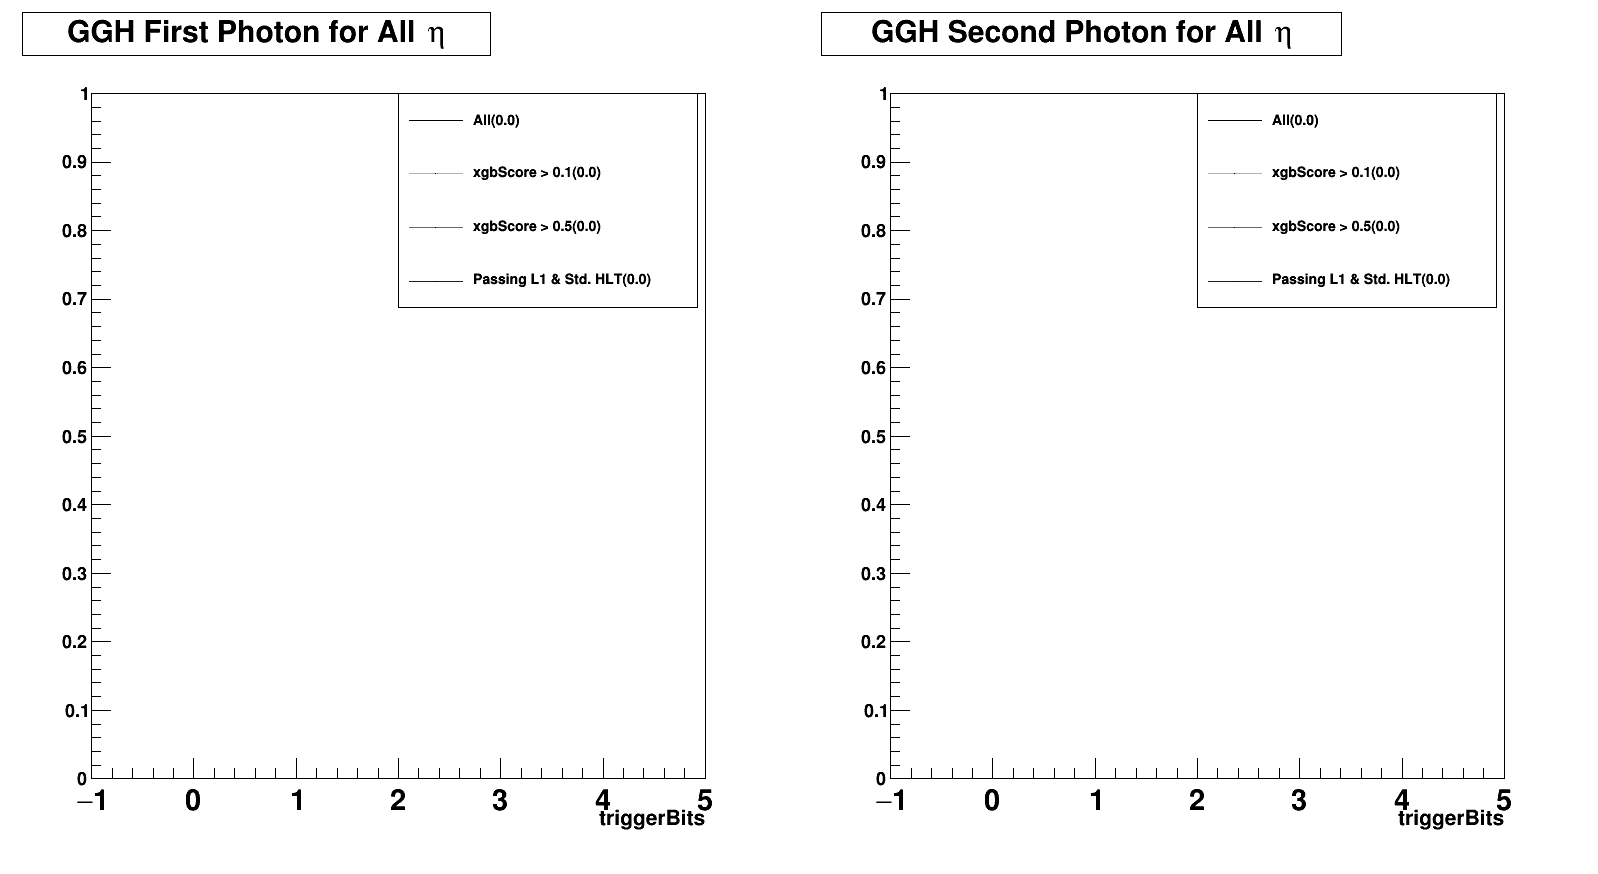 GGH First Photon for All η
1
0.9
0.8
0.7
0.6
0.5
0.4
0.3
0.2
0.1
0
All(0.0)
xgbScore > 0.1(0.0)
xgbScore > 0.5(0.0)
Passing L1 & Std. HLT(0.0)
−1 0 1 2 3 4 5
triggerBits
GGH Second Photon for All η
1
0.9
0.8
0.7
0.6
0.5
0.4
0.3
0.2
0.1
0
All(0.0)
xgbScore > 0.1(0.0)
xgbScore > 0.5(0.0)
Passing L1 & Std. HLT(0.0)
−1 0 1 2 3 4 5
triggerBits